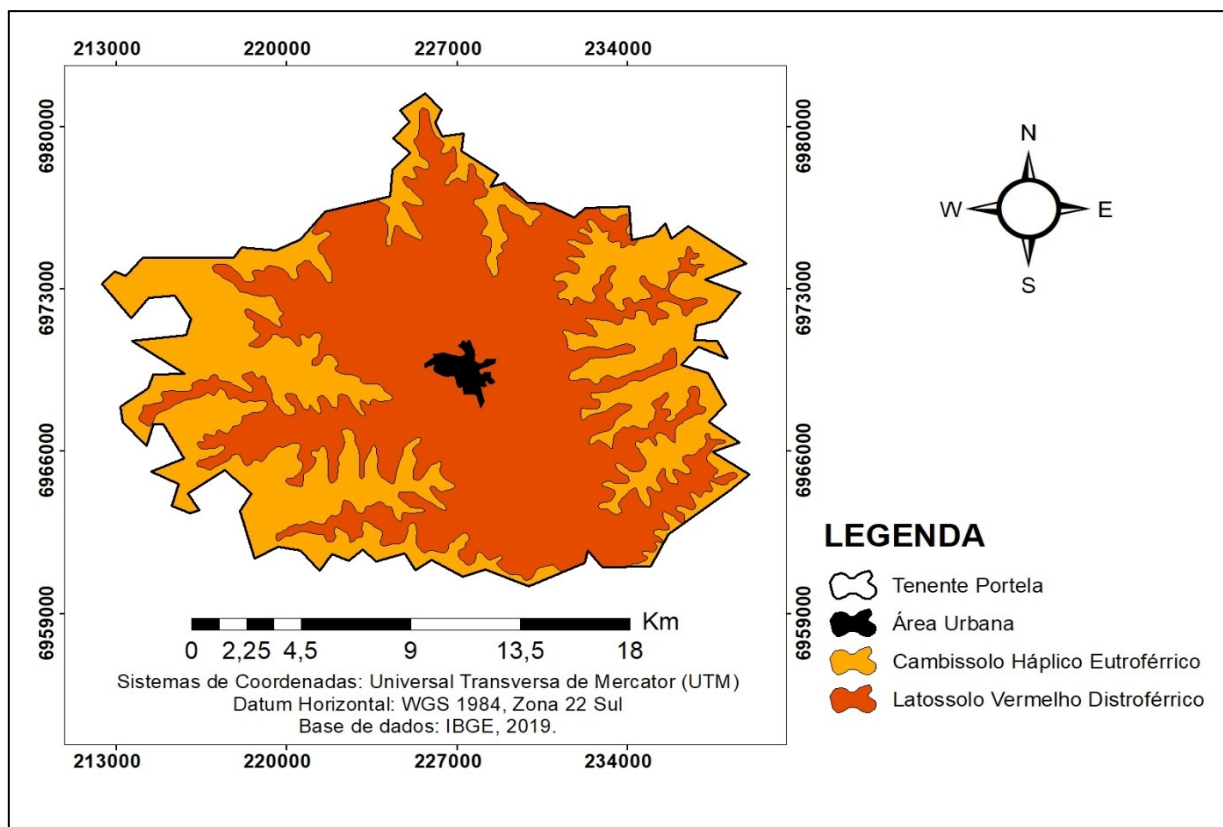 213000 220000 227000 234000
6980000
6973000
6966000
6959000
6980000
6973000
6966000
6959000
N
W E
S
LEGENDA
Tenente Portela
Área Urbana
Cambissolo Háplico Eutroférrico
Latossolo Vermelho Distroférrico
Km
0 2,25 4,5 9 13,5 18
Sistemas de Coordenadas: Universal Transversa de Mercator (UTM)
Datum Horizontal: WGS 1984, Zona 22 Sul
Base de dados: IBGE, 2019.
213000 220000 227000 234000